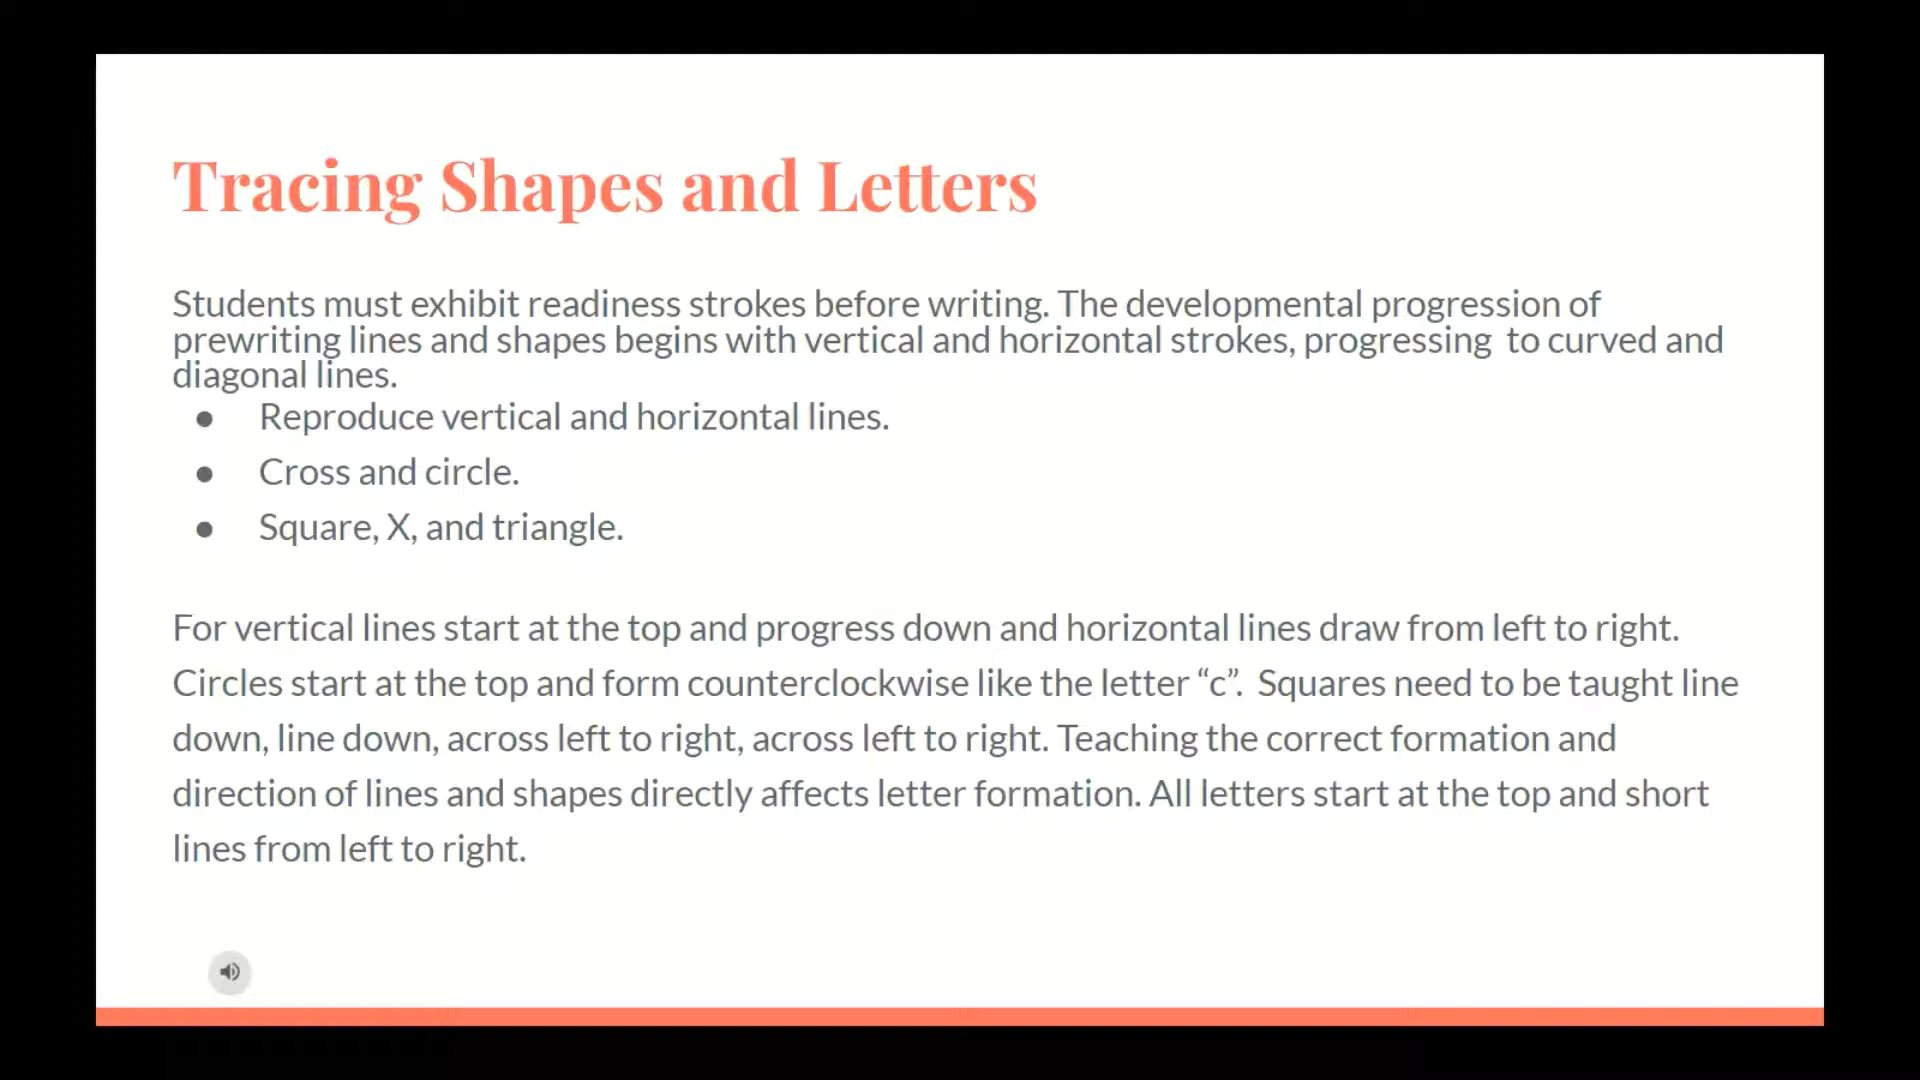 Tracing Shapes and Letters
Students must exhibit readiness strokes before writing. The developmental progression of
prewriting lines and shapes begins with vertical and horizontal strokes, progressing  to curved and
diagonal lines.
● Reproduce vertical and horizontal lines.
● Cross and circle.
● Square, X, and triangle.
For vertical lines start at the top and progress down and horizontal lines draw from left to right.
Circles start at the top and form counterclockwise like the letter “c”.  Squares need to be taught line
down, line down, across left to right, across left to right. Teaching the correct formation and
direction of lines and shapes directly affects letter formation. All letters start at the top and short
lines from left to right.